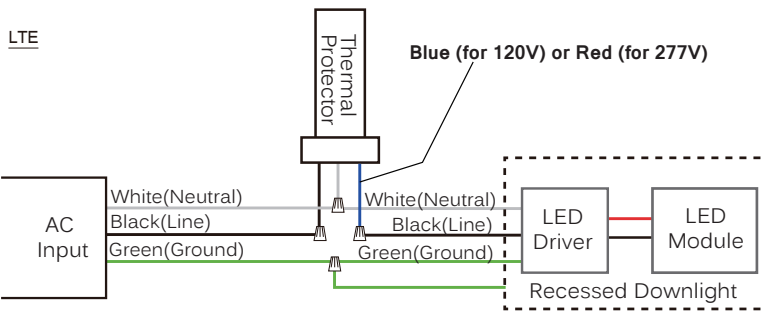 LTE
Thermal
Protector
Blue (for 120V) or Red (for 277V)
White(Neutral)
Black(Line)
Green(Ground)
AC
Input
White(Neutral)
Black(Line)
Green(Ground)
LED
Driver
LED
Module
Recessed Downlight